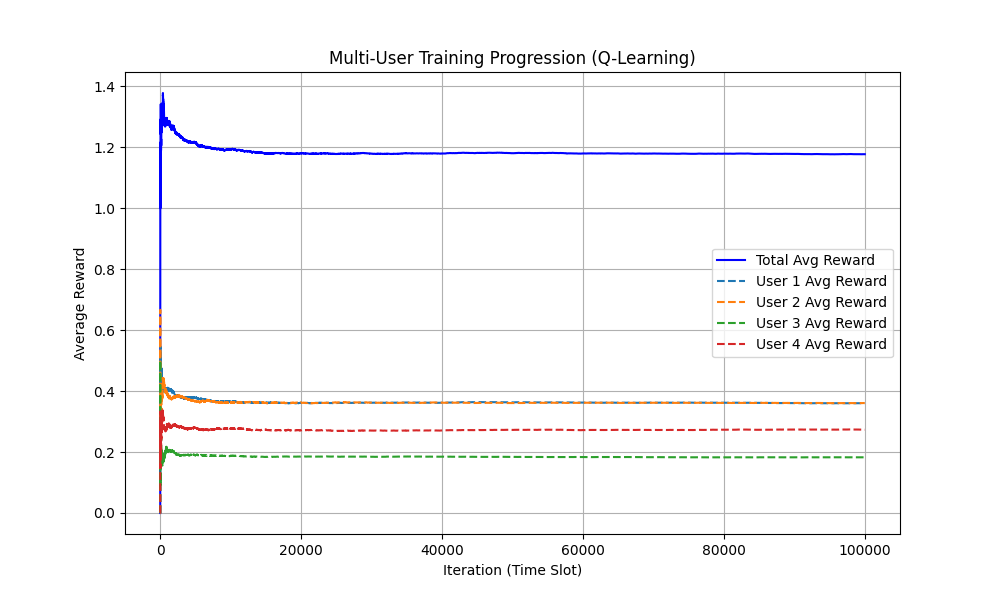 Multi-User Training Progression (Q-Learning)
1.4
1.2
1.0
0.8
0.6
0.4
0.2
0.0
Average Reward
Total Avg Reward
User 1 Avg Reward
User 2 Avg Reward
User 3 Avg Reward
User 4 Avg Reward
0 20000 40000 60000 80000 100000
Iteration (Time Slot)